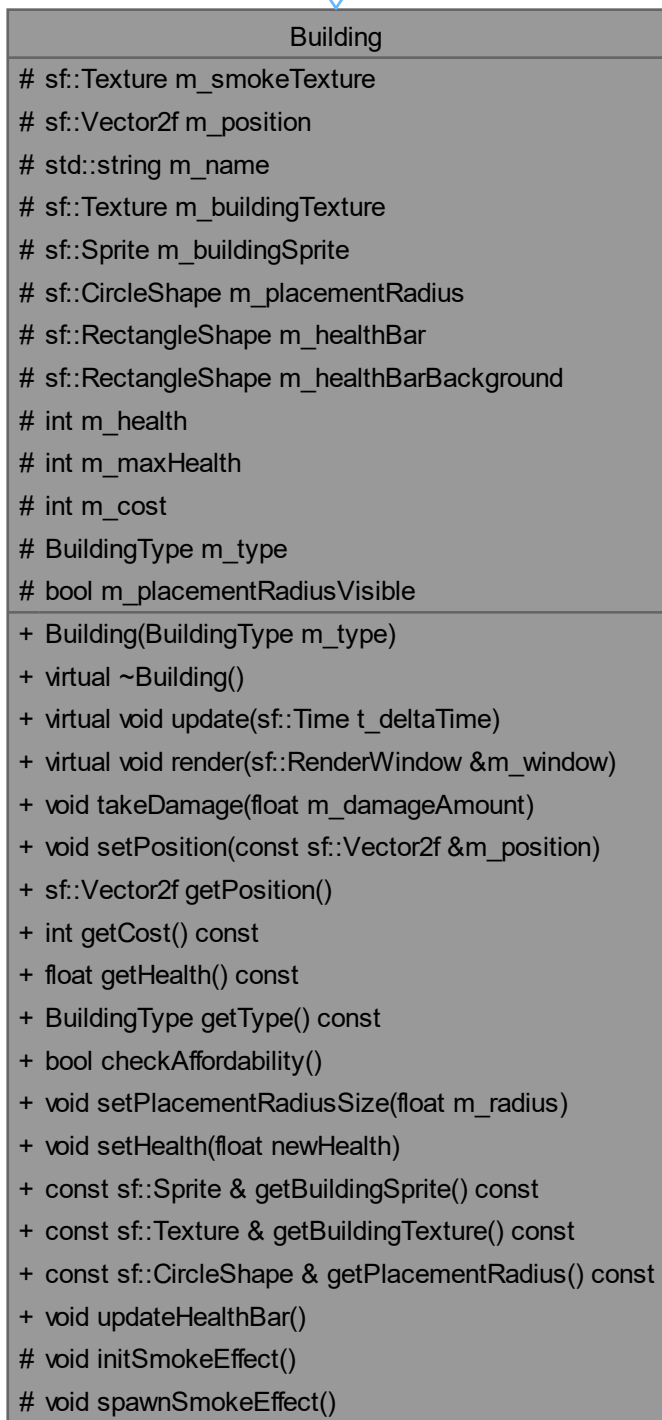 Building
# sf::Texture m_smokeTexture
# sf::Vector2f m_position
# std::string m_name
# sf::Texture m_buildingTexture
# sf::Sprite m_buildingSprite
# sf::CircleShape m_placementRadius
# sf::RectangleShape m_healthBar
# sf::RectangleShape m_healthBarBackground
# int m_health
# int m_maxHealth
# int m_cost
# BuildingType m_type
# bool m_placementRadiusVisible
+ Building(BuildingType m_type)
+ virtual ~Building()
+ virtual void update(sf::Time t_deltaTime)
+ virtual void render(sf::RenderWindow &m_window)
+ void takeDamage(float m_damageAmount)
+ void setPosition(const sf::Vector2f &m_position)
+ sf::Vector2f getPosition()
+ int getCost() const
+ float getHealth() const
+ BuildingType getType() const
+ bool checkAffordability()
+ void setPlacementRadiusSize(float m_radius)
+ void setHealth(float newHealth)
+ const sf::Sprite & getBuildingSprite() const
+ const sf::Texture & getBuildingTexture() const
+ const sf::CircleShape & getPlacementRadius() const
+ void updateHealthBar()
# void initSmokeEffect()
# void spawnSmokeEffect()